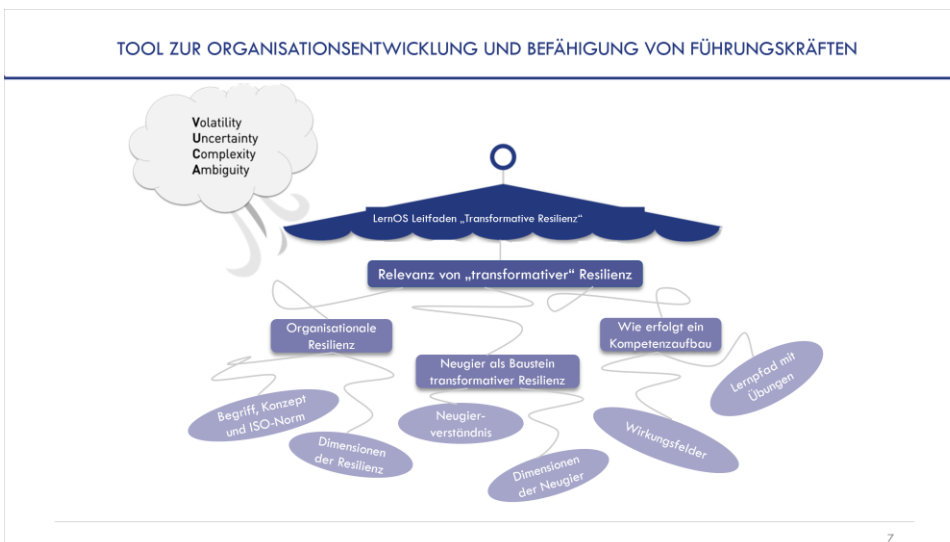 TOOL ZUR ORGANISATIONSENTWICKLUNG UND BEFÄHIGUNG VON FÜHRUNGSKRÄFTEN
Volatility
Uncertainty
Complexity
Ambiguity
LernOS Leitfaden „Transformative Resilienz“
Relevanz von „transformativer“ Resilienz
Organisationale
Resilienz
Neugier als Baustein
transformativer Resilienz
Wie erfolgt ein
Kompetenzaufbau
Begriff, Konzept
und ISO-Norm
Dimensionen
der Resilienz
Neugier-
verständnis
Dimensionen
der Neugier
Wirkungsfelder
Lernpfad mit
Übungen
7